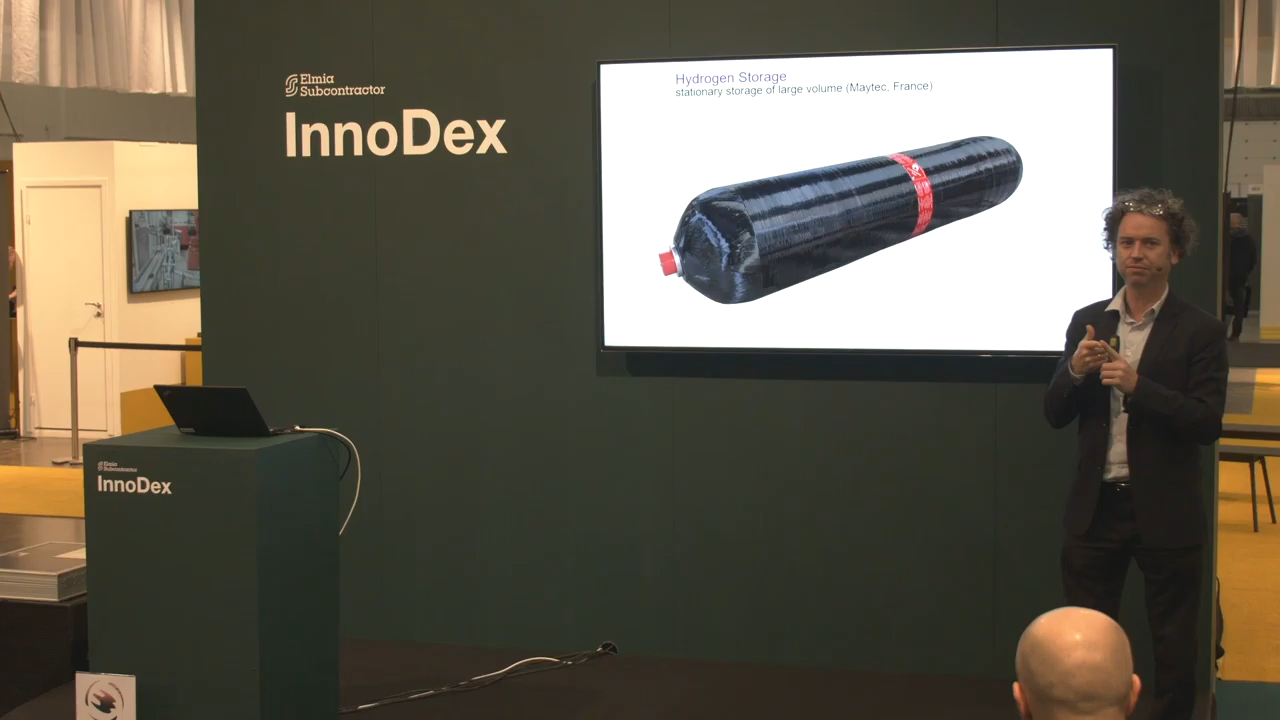 Elmia
Subcontractor
InnoDex
Hydrogen Storage
stationary storage of large volume (Maytec, France)
Elmia
Subcontractor
InnoDex